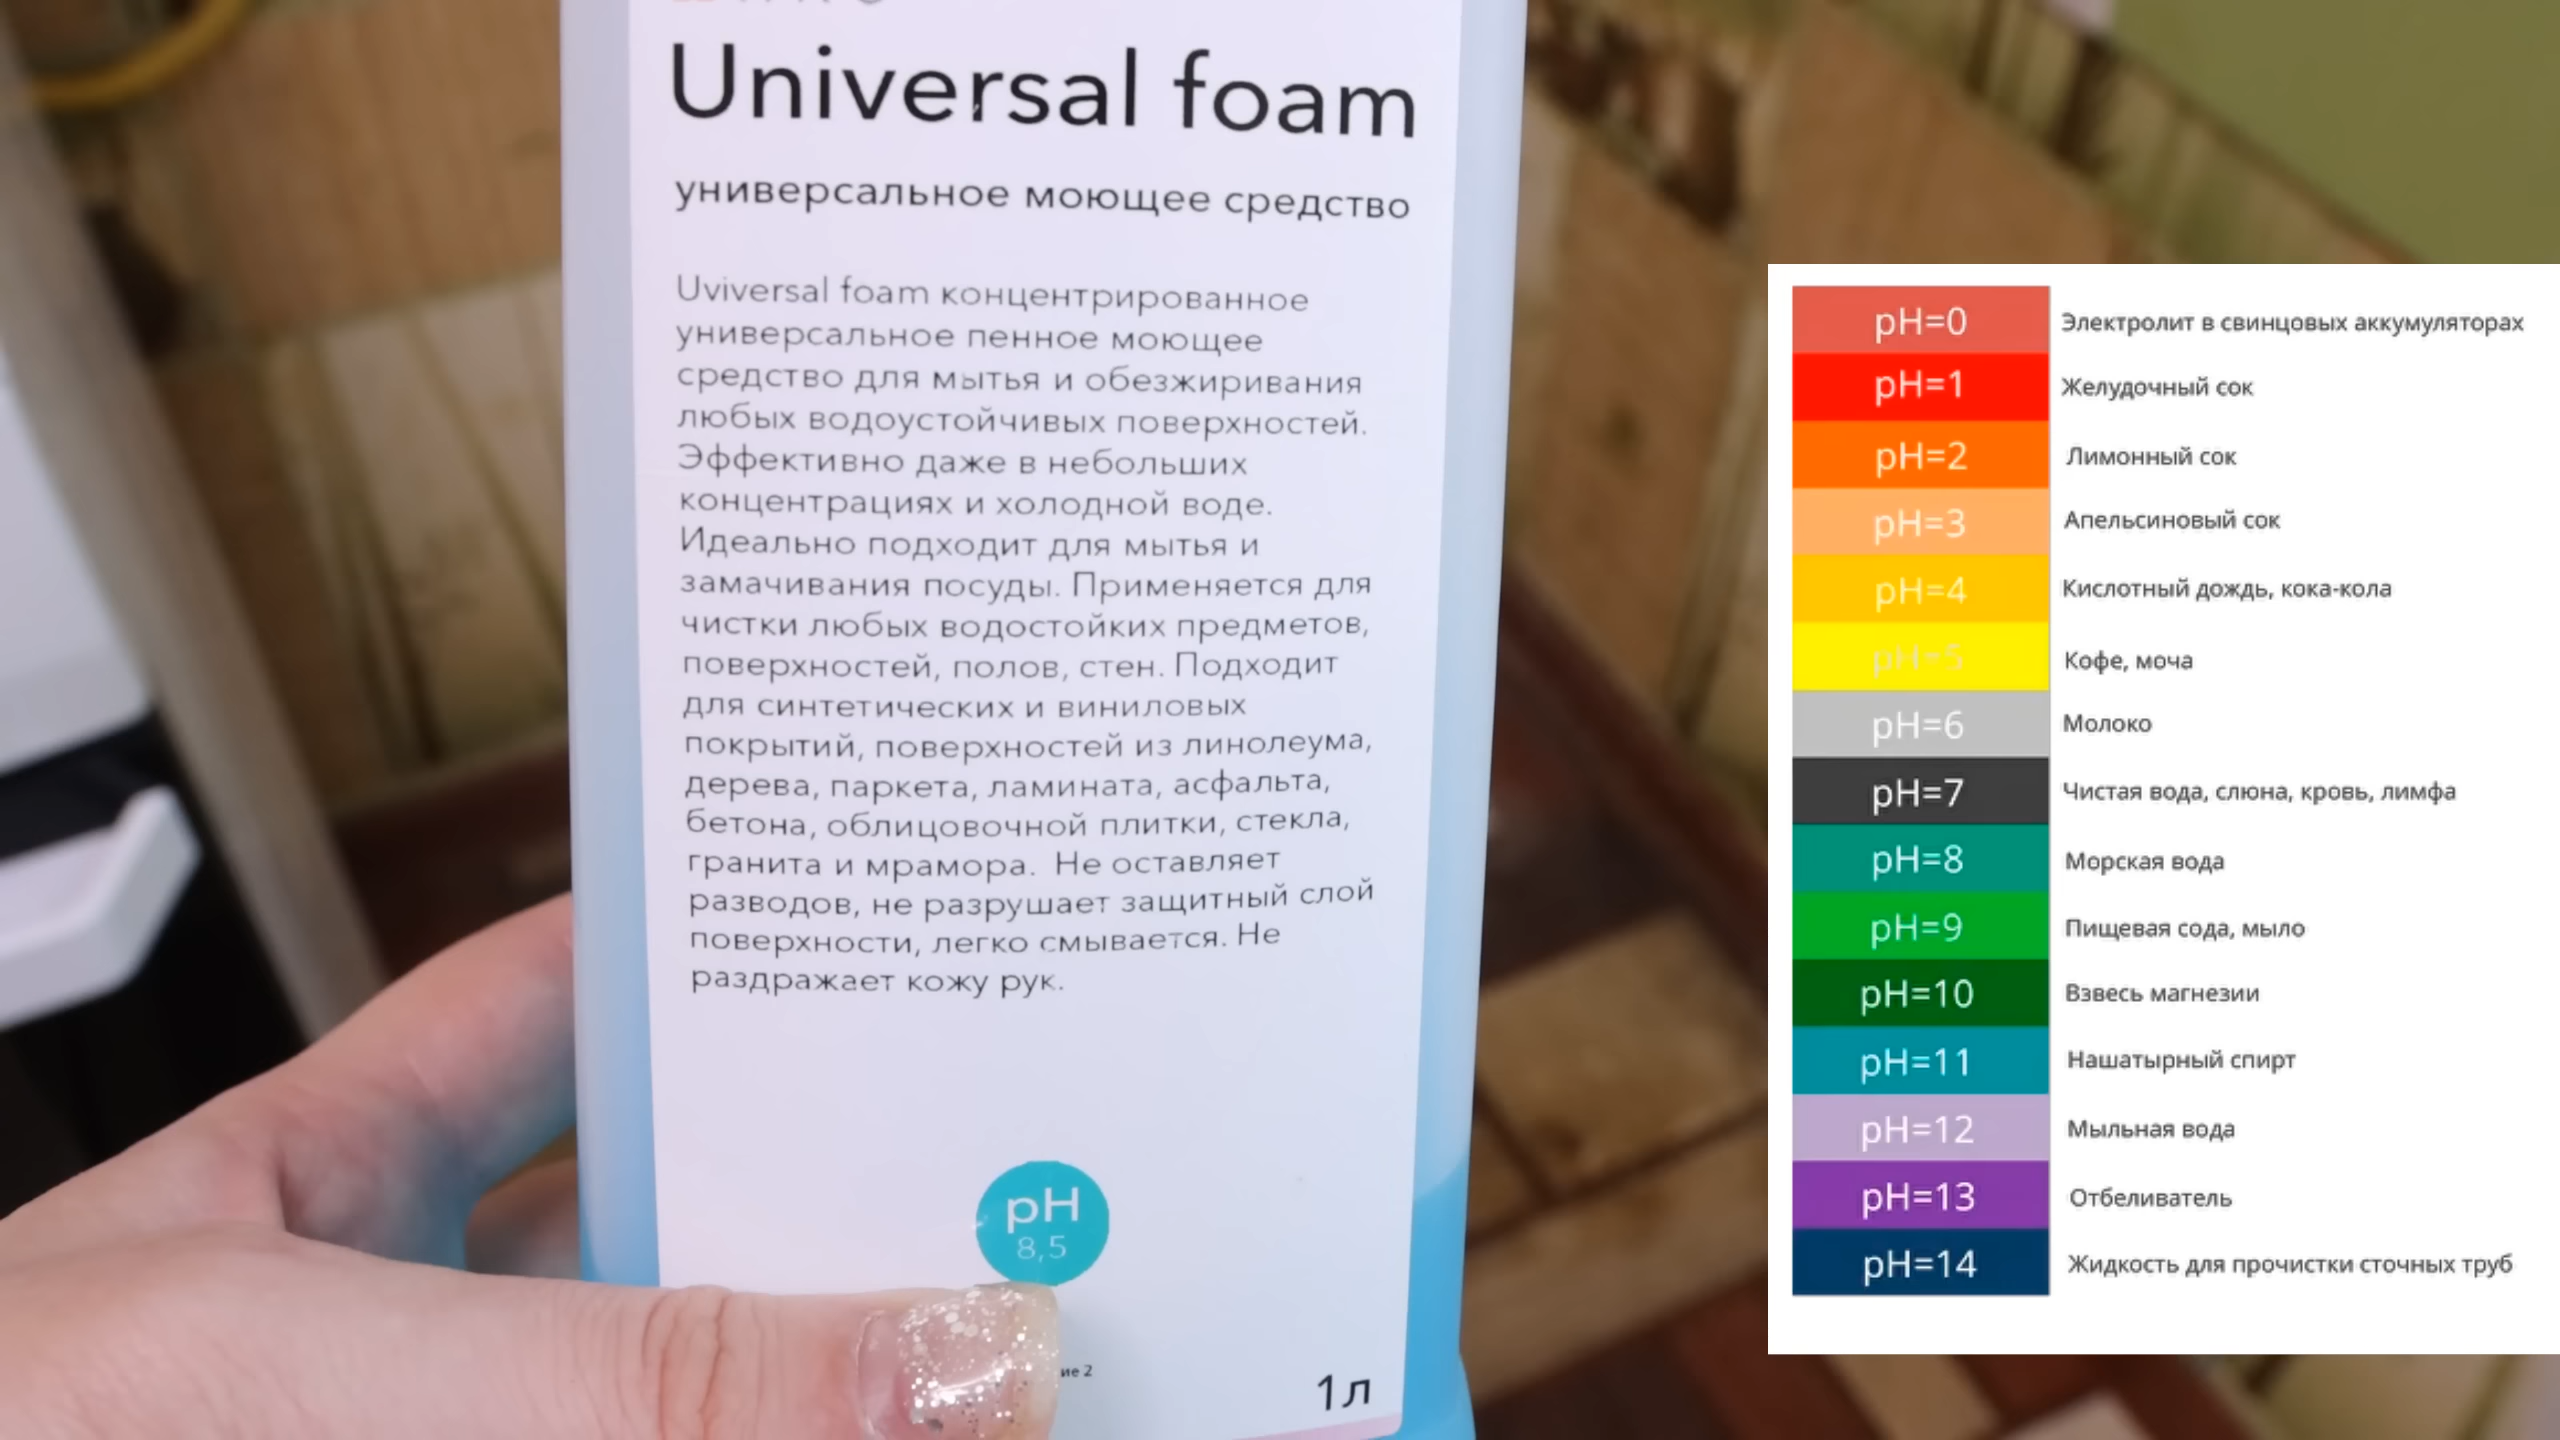 Universal foam
универсальное моющее средство
Uviversal foam концентрированное
универсальное пенное моющее
средство для мытья и обезжиривания
любых водоустойчивых поверхностей.
Эффективно даже в небольших
концентрациях и холодной воде.
Идеально подходит для мытья и
замачивания посуды. Применяется для
чистки любых водостойких предметов,
поверхностей, полов, стен. Подходит
для синтетических и виниловых
покрытий, поверхностей из линолеума,
дерева, паркета, ламината, асфальта,
бетона, облицовочной плитки, стекла,
гранита и мрамора. Не оставляет
разводов, не разрушает защитный слой
поверхности, легко смывается. Не
раздражает кожу рук.
pH
8,5
ие 2
1л
pH=0 Электролит в свинцовых аккумуляторах
pH=1 Желудочный сок
pH=2 Лимонный сок
pH=3 Апельсиновый сок
pH=4 Кислотный дождь, кока-кола
pH=5 Кофе, моча
pH=6 Молоко
pH=7 Чистая вода, слюна, кровь, лимфа
pH=8 Морская вода
pH=9 Пищевая сода, мыло
pH=10 Взвесь магнезии
pH=11 Нашатырный спирт
pH=12 Мыльная вода
pH=13 Отбеливатель
pH=14 Жидкость для прочистки сточных труб